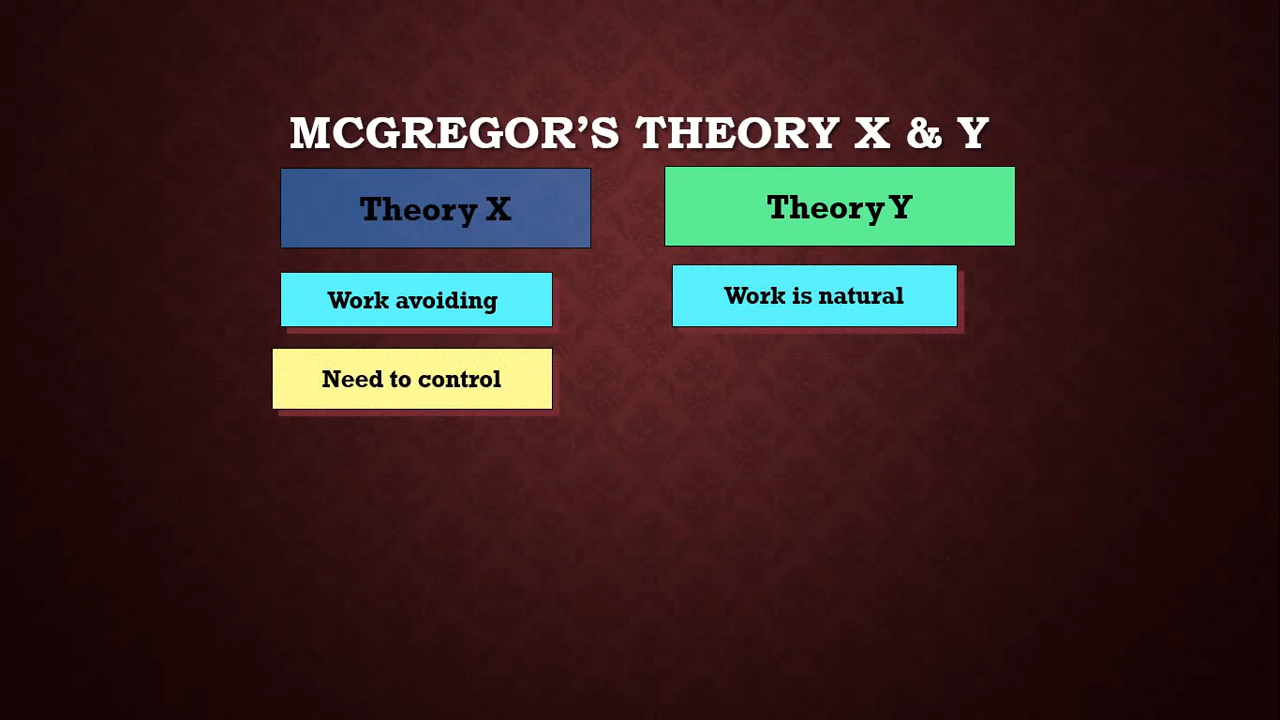 MCGREGOR’S THEORY X & Y
Theory X
Theory Y
Work avoiding
Work is natural
Need to control